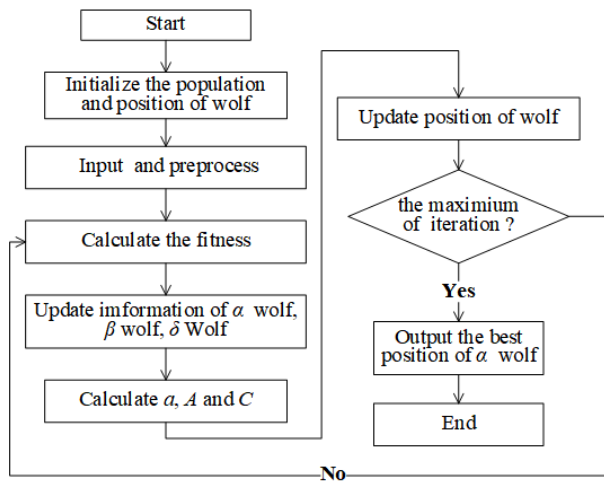 Start
Initialize the population
and position of wolf
Input and preprocess
Calculate the fitness
Update imformation of α wolf,
β wolf, δ Wolf
Calculate a, A and C
Update position of wolf
the maximium
of iteration ?
Yes
Output the best
position of α wolf
End
No